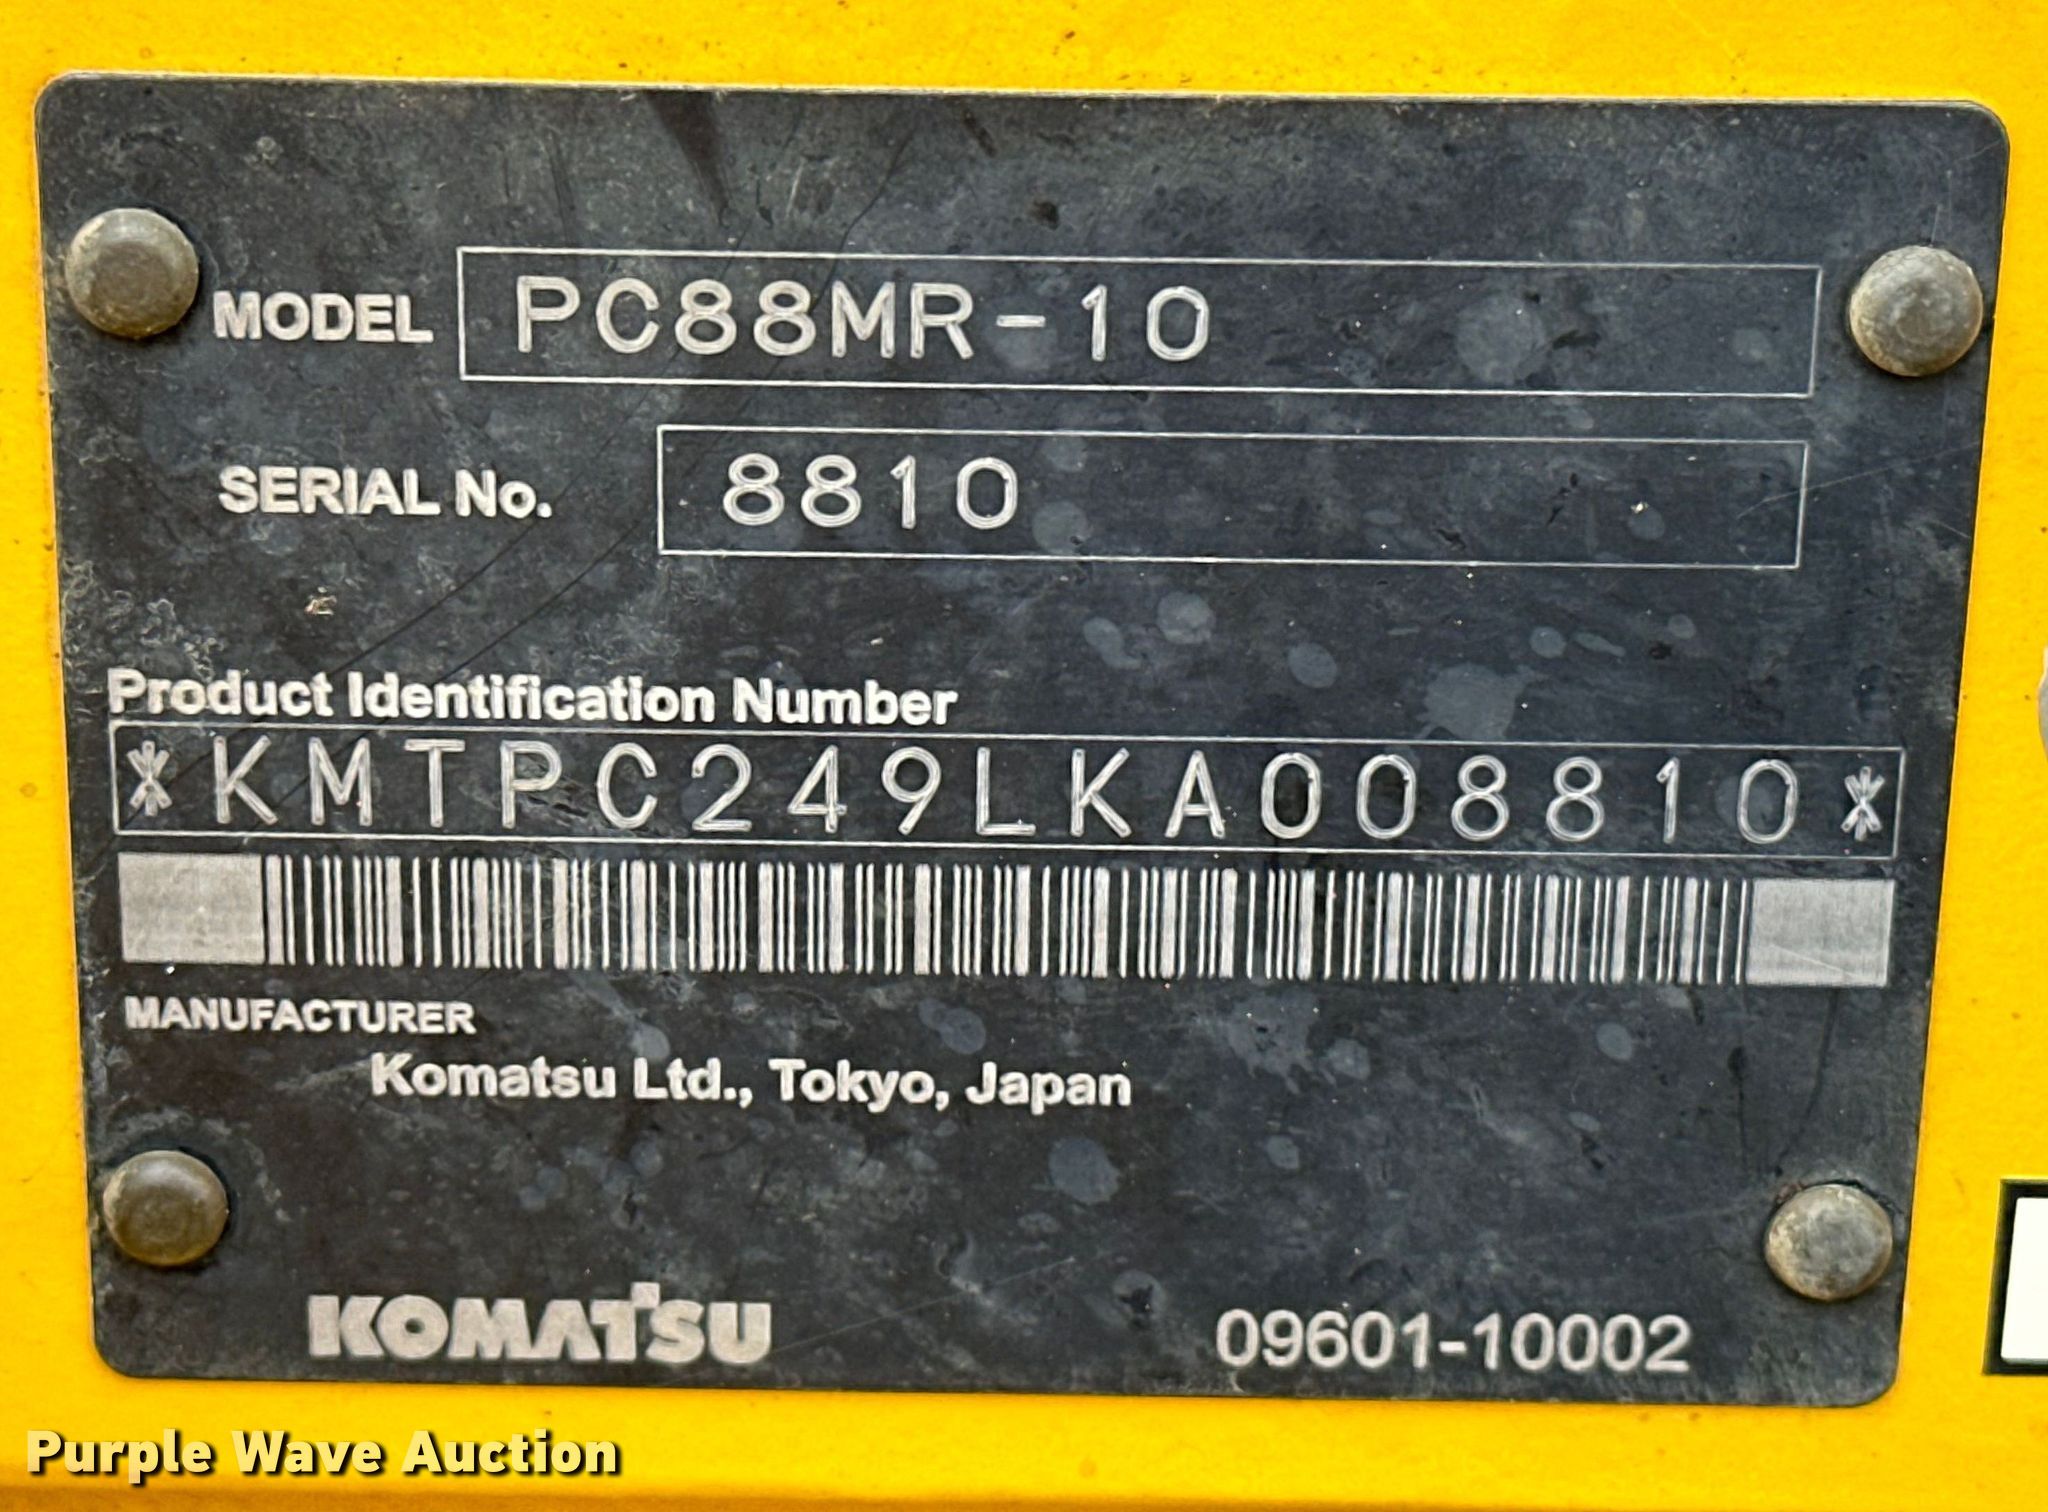 MODEL PC88MR-10
SERIAL No. 8810
Product Identification Number
*KMTPC249LKA008810*
MANUFACTURER
Komatsu Ltd., Tokyo, Japan
KOMATSU 09601-10002
Purple Wave Auction